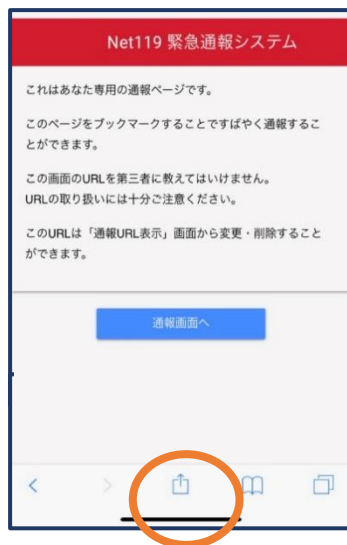 Net119 緊急通報システム
これはあなた専用の通報ページです。
このページをブックマークすることですばやく通報するこ
とができます。
この画面のURLを第三者に教えてはいけません。
URLの取り扱いには十分ご注意ください。
このURLは「通報URL表示」画面から変更・削除すること
ができます。
通報画面へ